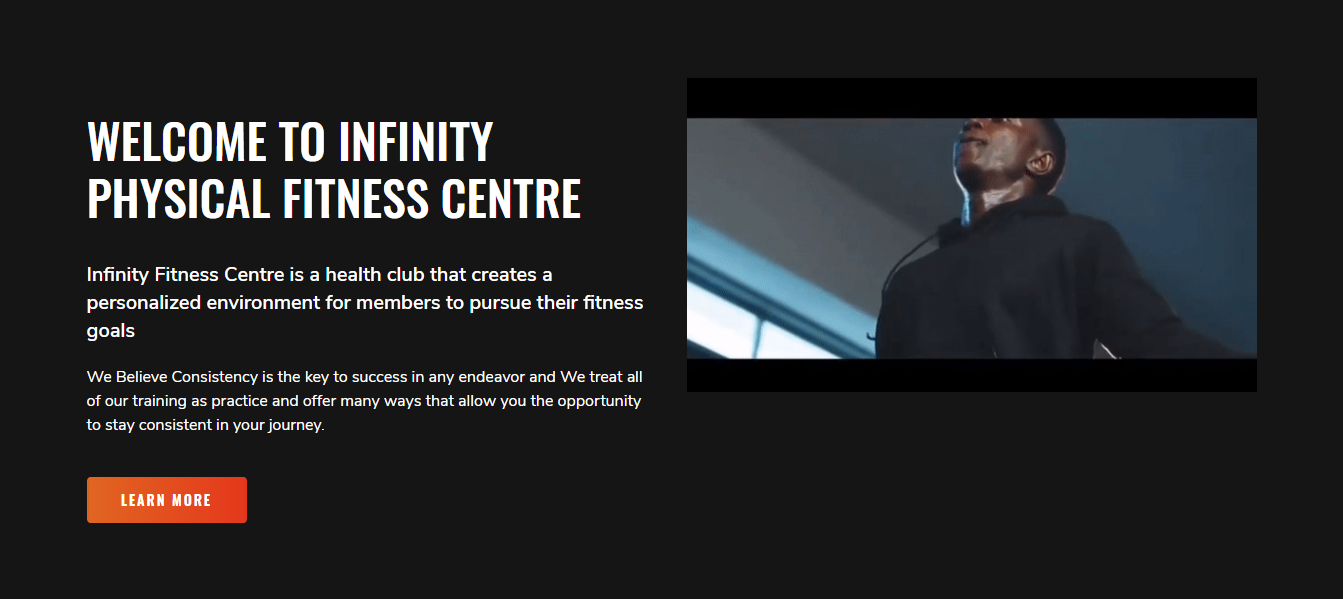 WELCOME TO INFINITY
PHYSICAL FITNESS CENTRE
Infinity Fitness Centre is a health club that creates a
personalized environment for members to pursue their fitness
goals
We Believe Consistency is the key to success in any endeavor and We treat all
of our training as practice and offer many ways that allow you the opportunity
to stay consistent in your journey.
LEARN MORE